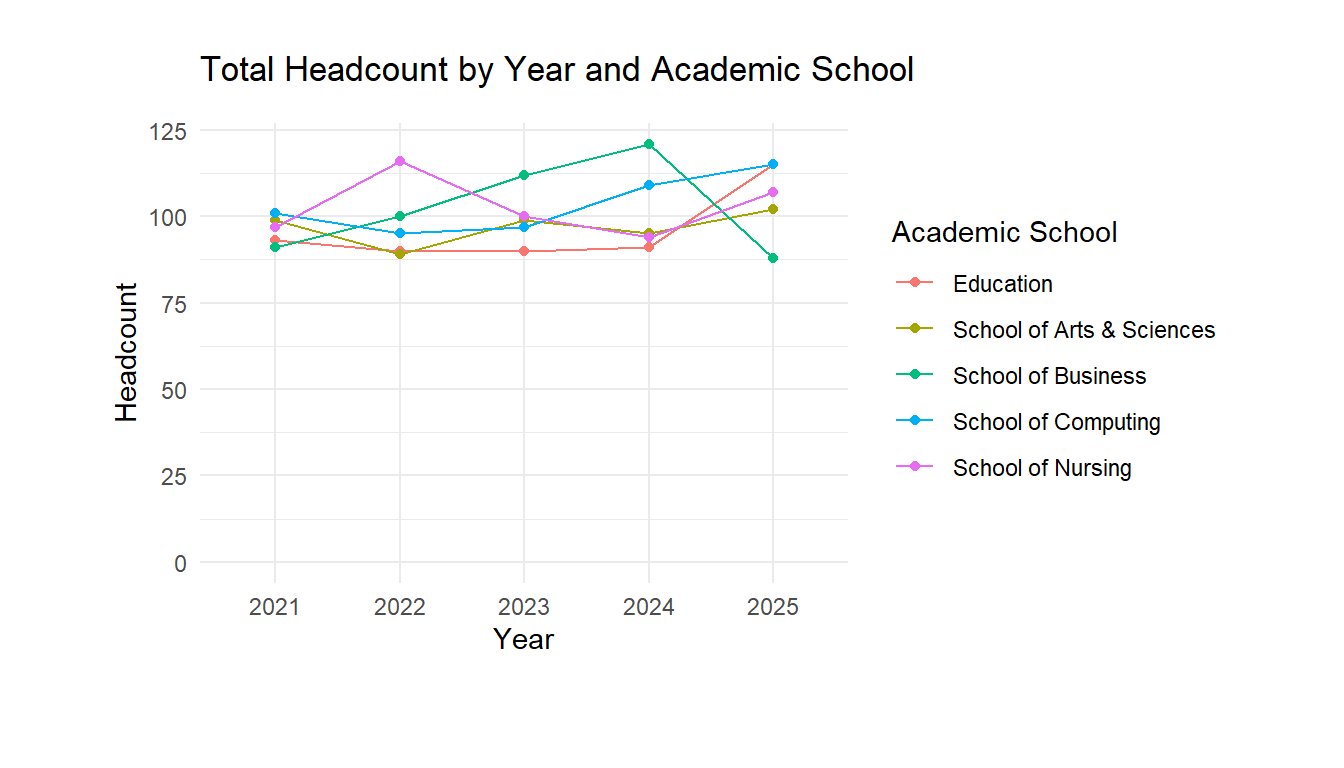 Total Headcount by Year and Academic School
125
100
75
50
25
0
Headcount
2021 2022 2023 2024 2025
Year
Academic School
Education
School of Arts & Sciences
School of Business
School of Computing
School of Nursing